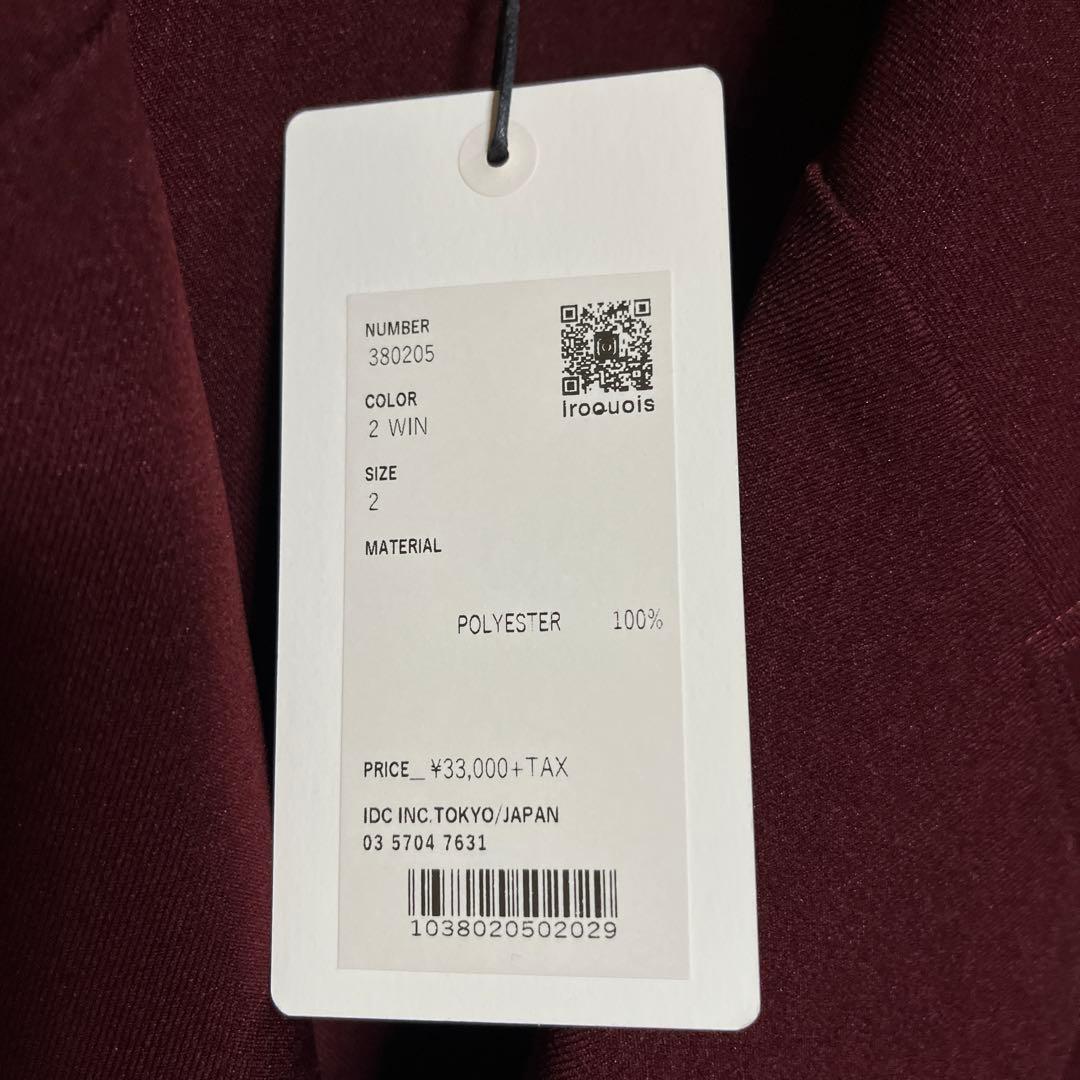 NUMBER
380205
iroquois
COLOR
2 WIN
SIZE
2
MATERIAL
POLYESTER 100%
PRICE_ ¥33,000+TAX
IDC INC.TOKYO/JAPAN
03 5704 7631
1038020502029